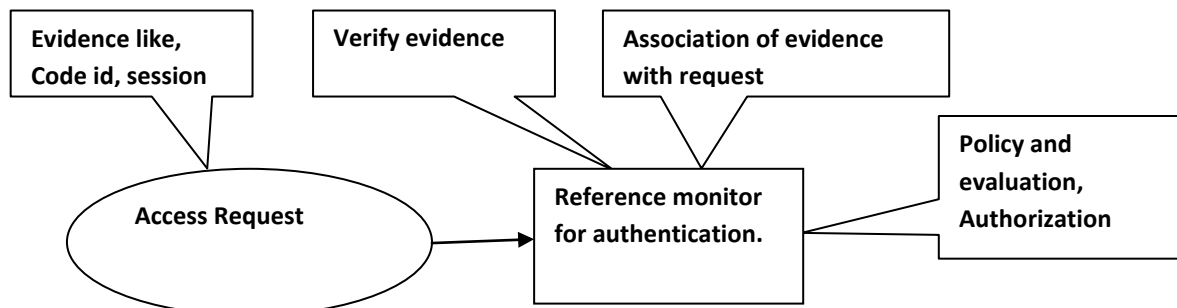 Evidence like,
Code id, session
Verify evidence
Association of evidence
with request
Policy and
evaluation,
Authorization
Access Request
Reference monitor
for authentication.